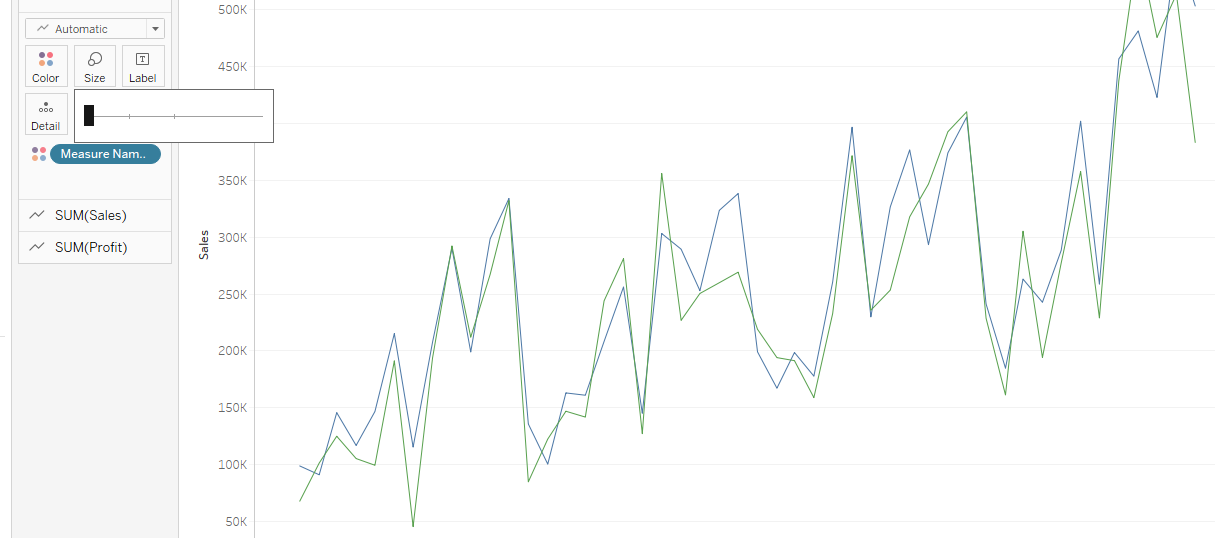 Automatic
Color
Size
Label
Detail
Measure Nam..
SUM(Sales)
SUM(Profit)
Sales
500K
450K
350K
300K
250K
200K
150K
100K
50K